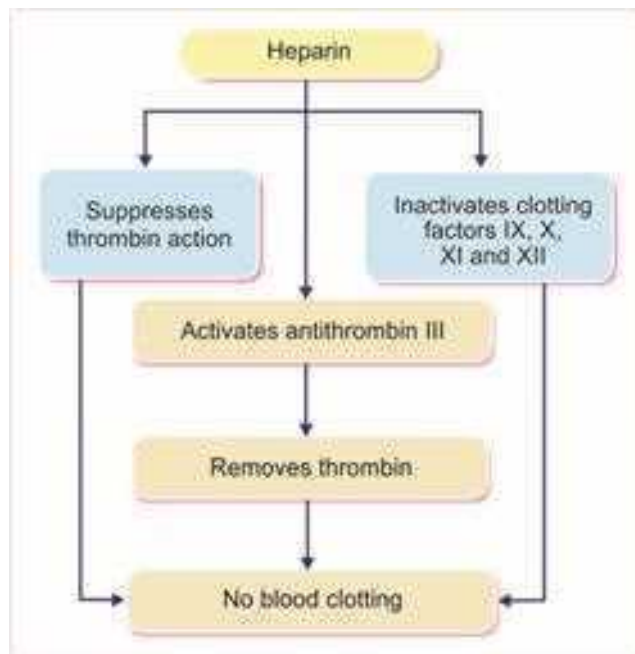 Heparin
Suppresses
thrombin action
Inactivates clotting
factors IX, X,
XI and XII
Activates antithrombin III
Removes thrombin
No blood clotting